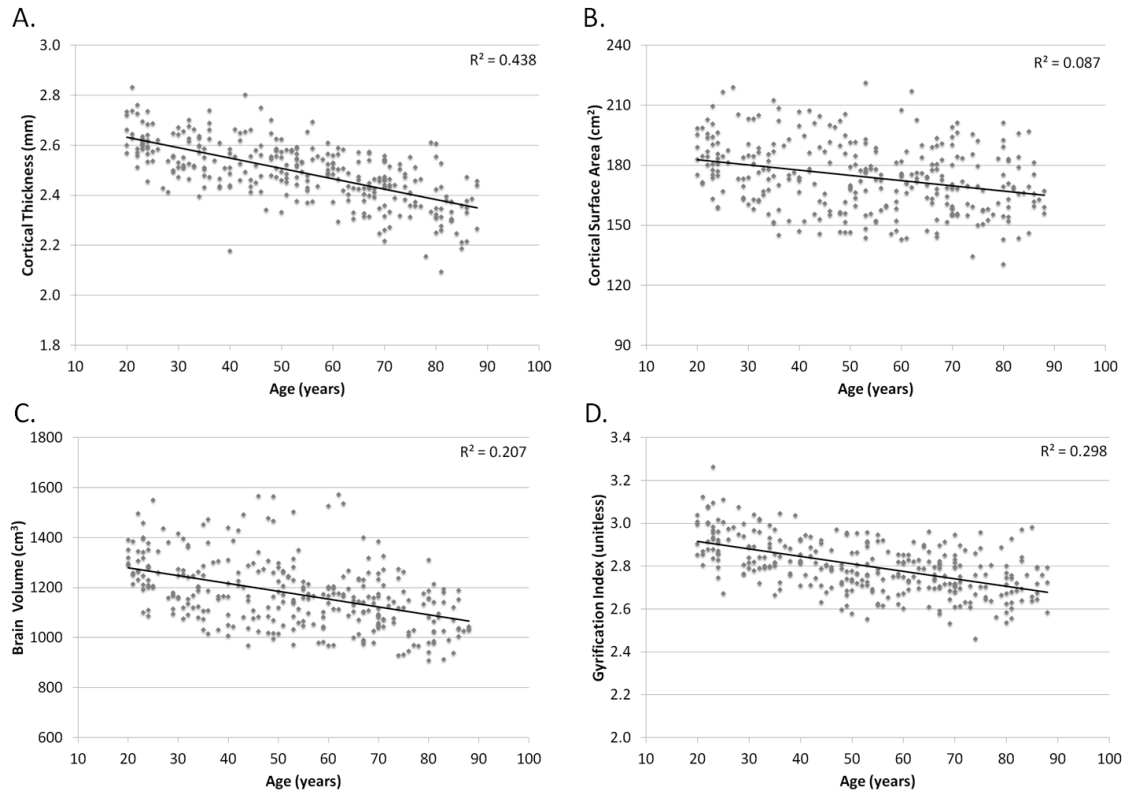 A.
R² = 0.438
Cortical Thickness (mm)
3.0
2.8
2.6
2.4
2.2
2.0
1.8
10 20 30 40 50 60 70 80 90 100
Age (years)
B.
R² = 0.087
Cortical Surface Area (cm²)
240
210
180
150
120
90
10 20 30 40 50 60 70 80 90 100
Age (years)
C.
R² = 0.207
Brain Volume (cm³)
1800
1600
1400
1200
1000
800
600
10 20 30 40 50 60 70 80 90 100
Age (years)
D.
R² = 0.298
Gyrification Index (unitless)
3.4
3.2
3.0
2.8
2.6
2.4
2.2
2.0
10 20 30 40 50 60 70 80 90 100
Age (years)